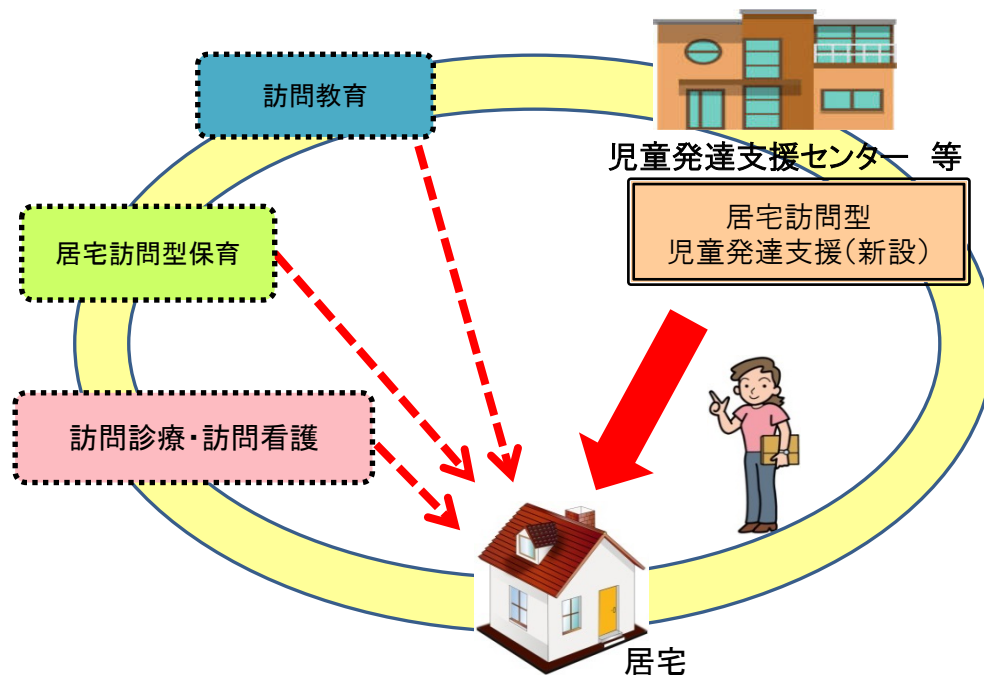 訪問教育
児童発達支援センター 等
居宅訪問型
児童発達支援(新設)
居宅訪問型保育
訪問診療・訪問看護
居宅